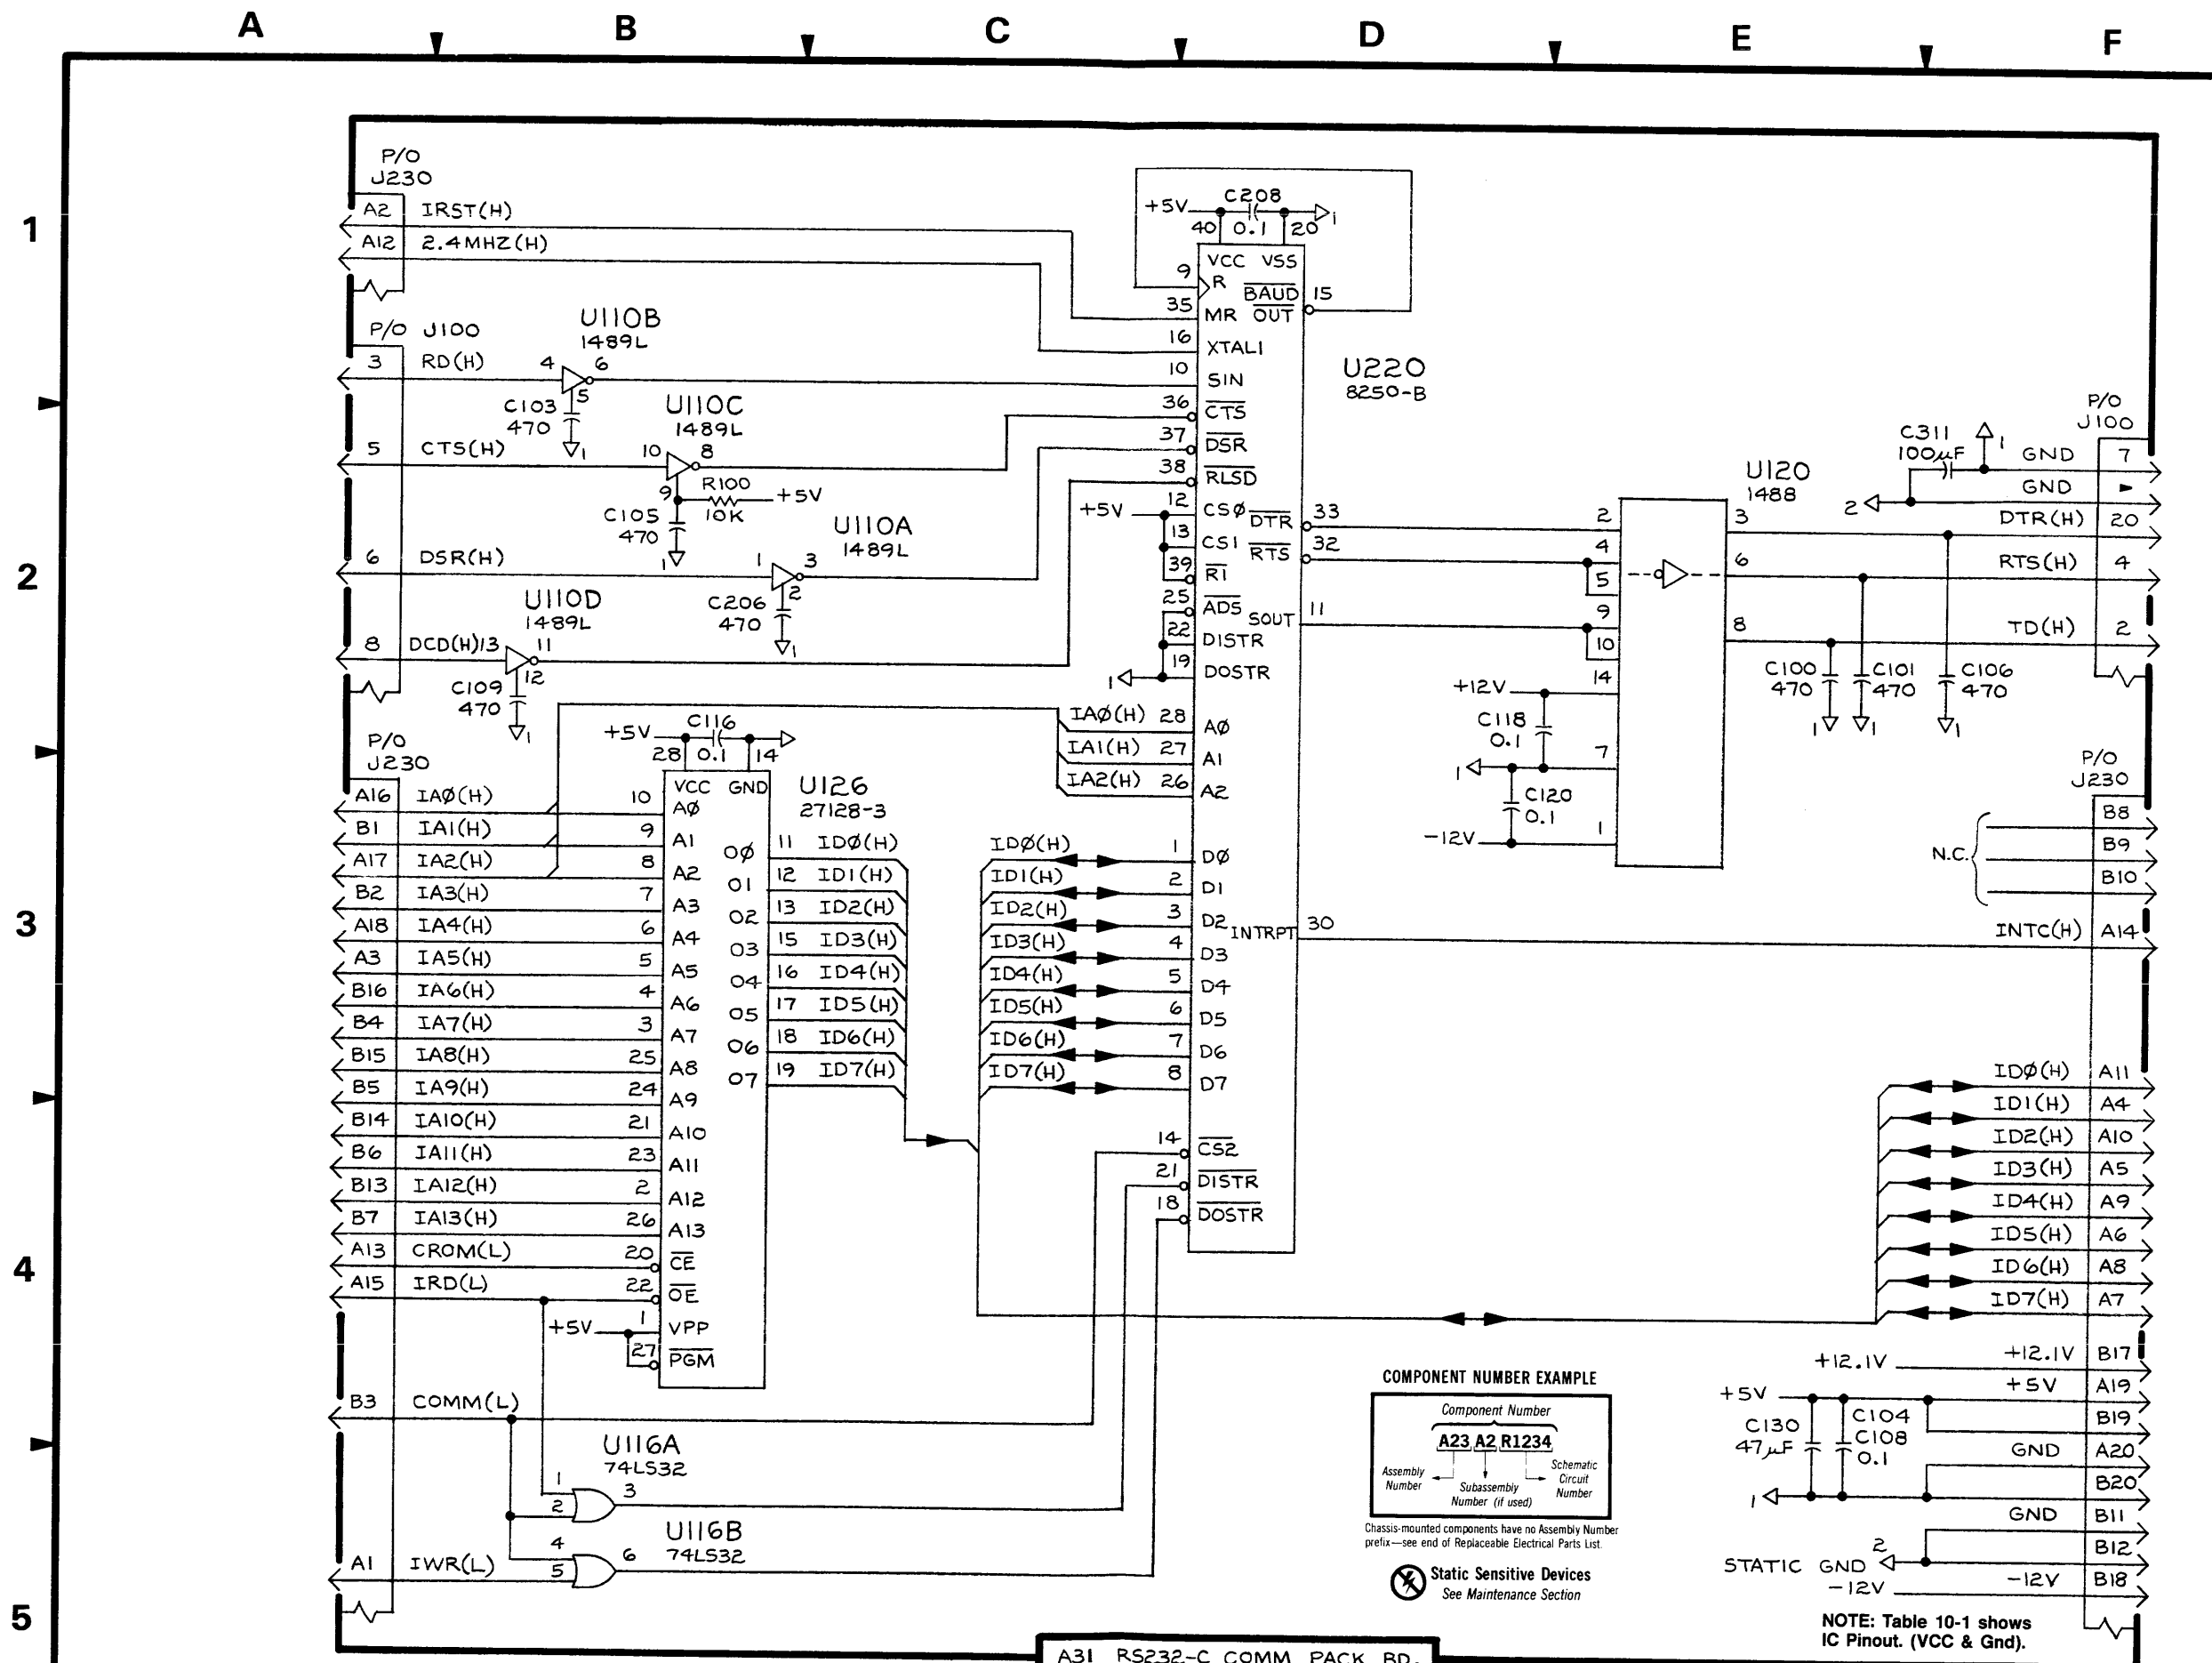 A B C D E F
1
2
3
4
5
P/O
J230
A2 IRST(H)
A12 2.4MHZ(H)
P/O J100
3 RD(H)
5 CTS(H)
6 DSR(H)
8 DCD(H)
U110B
1489L
4 6
5
C103
470
1
U110C
1489L
10 8
9
R100
10K
+5V
C105
470
1
U110A
1489L
1 3
2
C206
470
1
U110D
1489L
13 11
12
C109
470
1
C208
+5V
40 0.1 20
1
VCC VSS
9 R
35 MR
16 XTAL1
10 SIN
36 CTS
37 DSR
38 RLSD
+5V
12 CSØ
13 CS1
39 RI
25 ADS
22 DISTR
19 DOSTR
1
IAØ(H) 28 AØ
IA1(H) 27 A1
IA2(H) 26 A2
IDØ(H) 1 DØ
ID1(H) 2 D1
ID2(H) 3 D2
ID3(H) 4 D3
ID4(H) 5 D4
ID5(H) 6 D5
ID6(H) 7 D6
ID7(H) 8 D7
14 CS2
21 DISTR
18 DOSTR
BAUD
OUT 15
U220
8250-B
DTR 33
RTS 32
SOUT 11
INTRPT 30
P/O
J230
A16 IAØ(H) 10 AØ
B1 IA1(H) 9 A1
A17 IA2(H) 8 A2
B2 IA3(H) 7 A3
A18 IA4(H) 6 A4
A3 IA5(H) 5 A5
B16 IA6(H) 4 A6
B4 IA7(H) 3 A7
B15 IA8(H) 25 A8
B5 IA9(H) 24 A9
B14 IA10(H) 21 A10
B6 IA11(H) 23 A11
B13 IA12(H) 2 A12
B7 IA13(H) 26 A13
A13 CROM(L) 20 CE
A15 IRD(L) 22 OE
+5V 1 VPP
27 PGM
B3 COMM(L)
A1 IWR(L)
C116
+5V
28 0.1 14
VCC GND
U126
27128-3
OØ 11 IDØ(H)
O1 12 ID1(H)
O2 13 ID2(H)
O3 15 ID3(H)
O4 16 ID4(H)
O5 17 ID5(H)
O6 18 ID6(H)
O7 19 ID7(H)
U116A
74LS32
1
2
3
U116B
74LS32
4
5
6
U120
1488
2
4
5
9
10
14
7
1
3
6
8
+12V
C118
0.1
1
C120
0.1
-12V
C311
100µF
1
2
P/O
J100
GND 7
GND
DTR(H) 20
RTS(H) 4
TD(H) 2
C100
470
C101
470
C106
470
1
1
1
P/O
J230
B8
N.C. B9
B10
INTC(H) A14
IDØ(H) A11
ID1(H) A4
ID2(H) A10
ID3(H) A5
ID4(H) A9
ID5(H) A6
ID6(H) A8
ID7(H) A7
+12.1V +12.1V B17
+5V +5V A19
B19
C130
47µF
C104
C108
0.1
GND A20
1
B20
GND B11
2
B12
STATIC GND
-12V -12V B18
COMPONENT NUMBER EXAMPLE
Component Number
A23 A2 R1234
Assembly
Number
Subassembly
Number (if used)
Schematic
Circuit
Number
Chassis-mounted components have no Assembly Number
prefix—see end of Replaceable Electrical Parts List.
Static Sensitive Devices
See Maintenance Section
NOTE: Table 10-1 shows
IC Pinout. (VCC & Gnd).
A31 RS232-C COMM PACK BD.